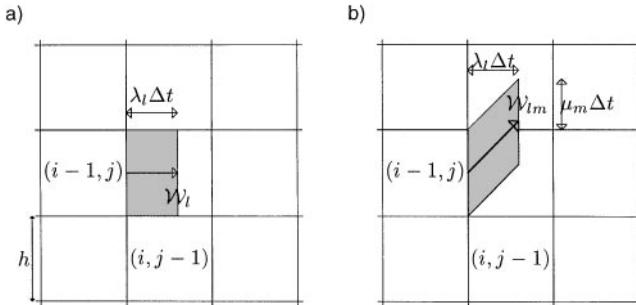 a)
b)
λ_l Δt
λ_l Δt
𝒲_lm
μ_m Δt
(i − 1, j)
𝒲_l
(i − 1, j)
h
(i, j − 1)
(i, j − 1)